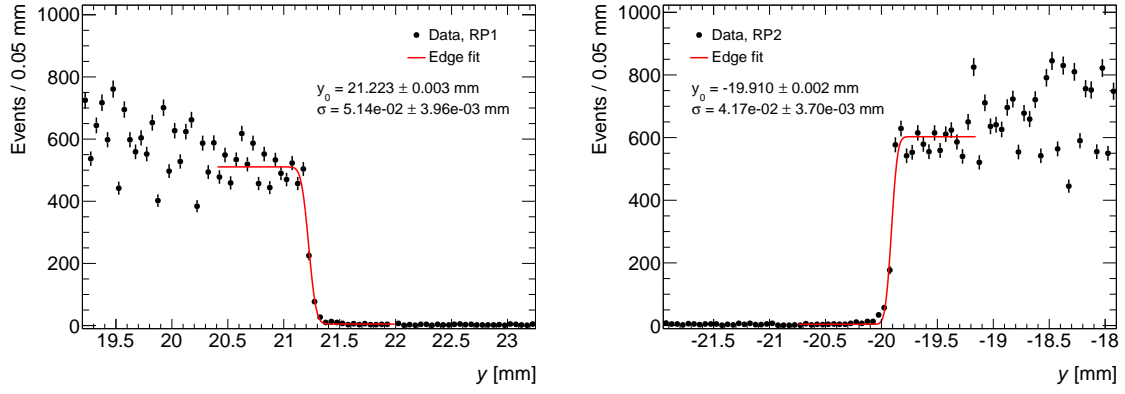 Events / 0.05 mm
1000
800
600
400
200
0
Data, RP1
Edge fit
y0 = 21.223 ± 0.003 mm
σ = 5.14e-02 ± 3.96e-03 mm
19.5 20 20.5 21 21.5 22 22.5 23
y [mm]
Events / 0.05 mm
1000
800
600
400
200
0
Data, RP2
Edge fit
y0 = -19.910 ± 0.002 mm
σ = 4.17e-02 ± 3.70e-03 mm
-21.5 -21 -20.5 -20 -19.5 -19 -18.5 -18
y [mm]